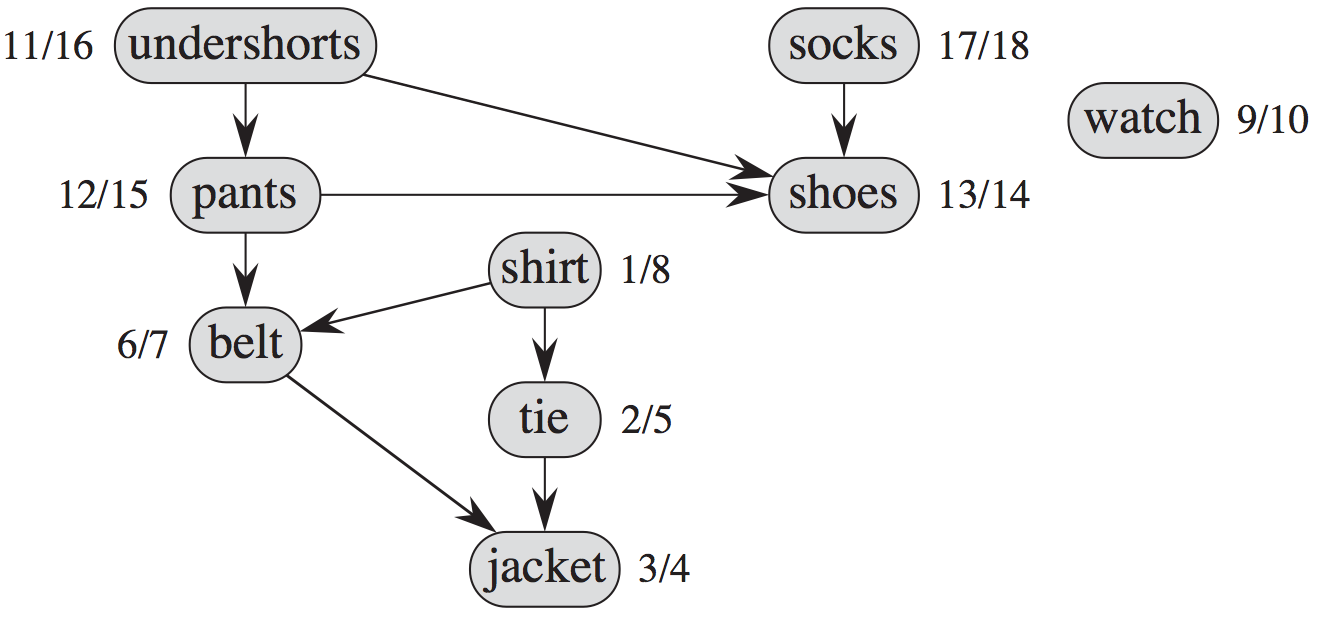 11/16 undershorts socks 17/18
watch 9/10
12/15 pants shoes 13/14
shirt 1/8
6/7 belt
tie 2/5
jacket 3/4